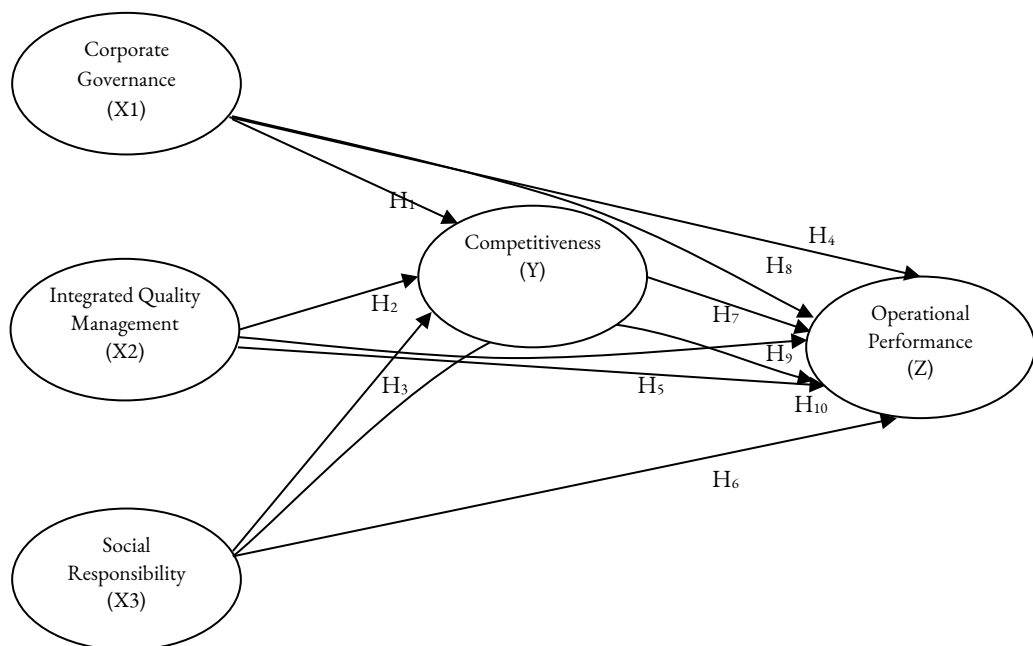 Corporate
Governance
(X1)
H₁
Competitiveness
(Y)
H₄
H₈
Integrated Quality
Management
(X2)
H₂
H₇
Operational
Performance
(Z)
H₉
H₃
H₅
H₁₀
H₆
Social
Responsibility
(X3)